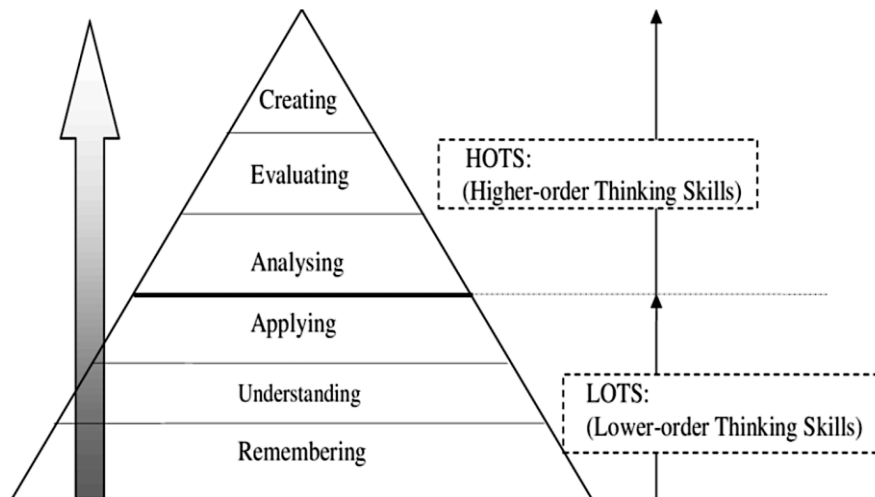 Creating
HOTS:
(Higher-order Thinking Skills)
Evaluating
Analysing
Applying
LOTS:
(Lower-order Thinking Skills)
Understanding
Remembering